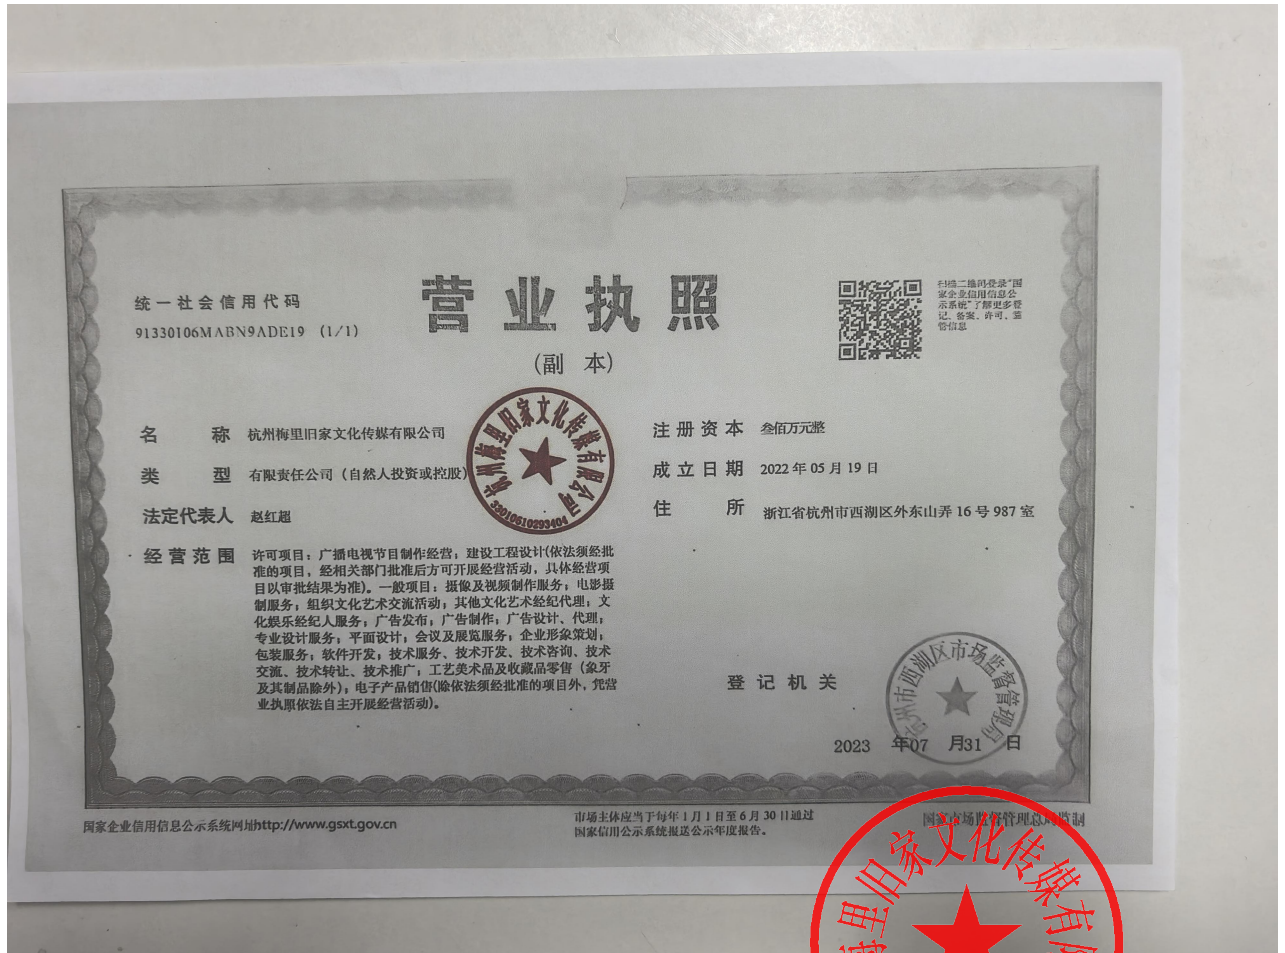 营业执照
(副 本)
统一社会信用代码
91330106MABN9ADE19 (1/1)
扫描二维码登录“国
家企业信用信息公
示系统”了解更多登
记、备案、许可、监
管信息
名 称 杭州梅里旧家文化传媒有限公司
类 型 有限责任公司（自然人投资或控股）
法定代表人 赵红超
经营范围 许可项目：广播电视节目制作经营；建设工程设计(依法须经批
准的项目，经相关部门批准后方可开展经营活动，具体经营项
目以审批结果为准)。一般项目：摄像及视频制作服务；电影摄
制服务；组织文化艺术交流活动；其他文化艺术经纪代理；文
化娱乐经纪人服务；广告发布；广告制作；广告设计、代理；
专业设计服务；平面设计；会议及展览服务；企业形象策划；
包装服务；软件开发；技术服务、技术开发、技术咨询、技术
交流、技术转让、技术推广；工艺美术品及收藏品零售（象牙
及其制品除外)；电子产品销售(除依法须经批准的项目外，凭营
业执照依法自主开展经营活动)。
注册资本 叁佰万元整
成立日期 2022 年 05 月 19 日
住 所 浙江省杭州市西湖区外东山弄 16 号 987 室
杭州梅里旧家文化传媒有限公司
33010610293404
登记机关
杭州市西湖区市场监督管理局
2023 年07 月31 日
国家企业信用信息公示系统网址http://www.gsxt.gov.cn
市场主体应当于每年 1 月 1 日至 6 月 30 日通过
国家信用公示系统报送公示年度报告。
国家市场监督管理总局监制
梅里旧家文化传媒有限